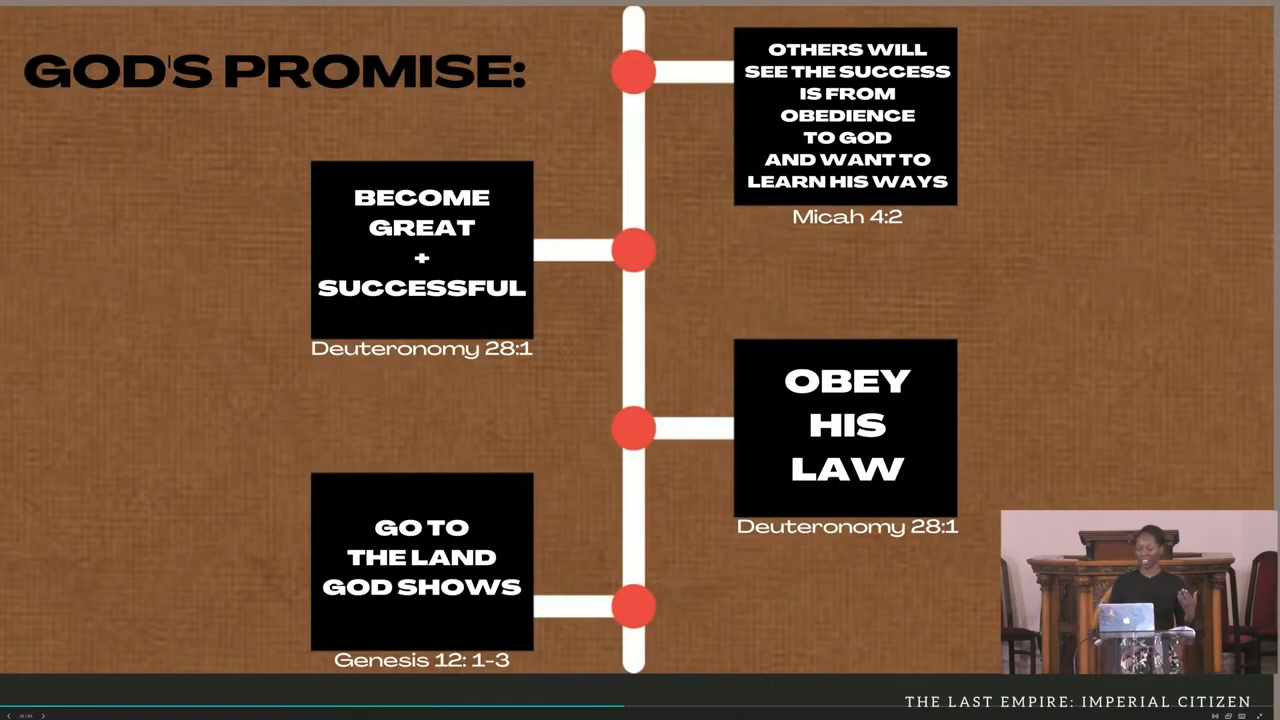 GOD'S PROMISE:
OTHERS WILL
SEE THE SUCCESS
IS FROM
OBEDIENCE
TO GOD
AND WANT TO
LEARN HIS WAYS
Micah 4:2
BECOME
GREAT
+
SUCCESSFUL
Deuteronomy 28:1
OBEY
HIS
LAW
Deuteronomy 28:1
GO TO
THE LAND
GOD SHOWS
Genesis 12: 1-3
THE LAST EMPIRE: IMPERIAL CITIZEN